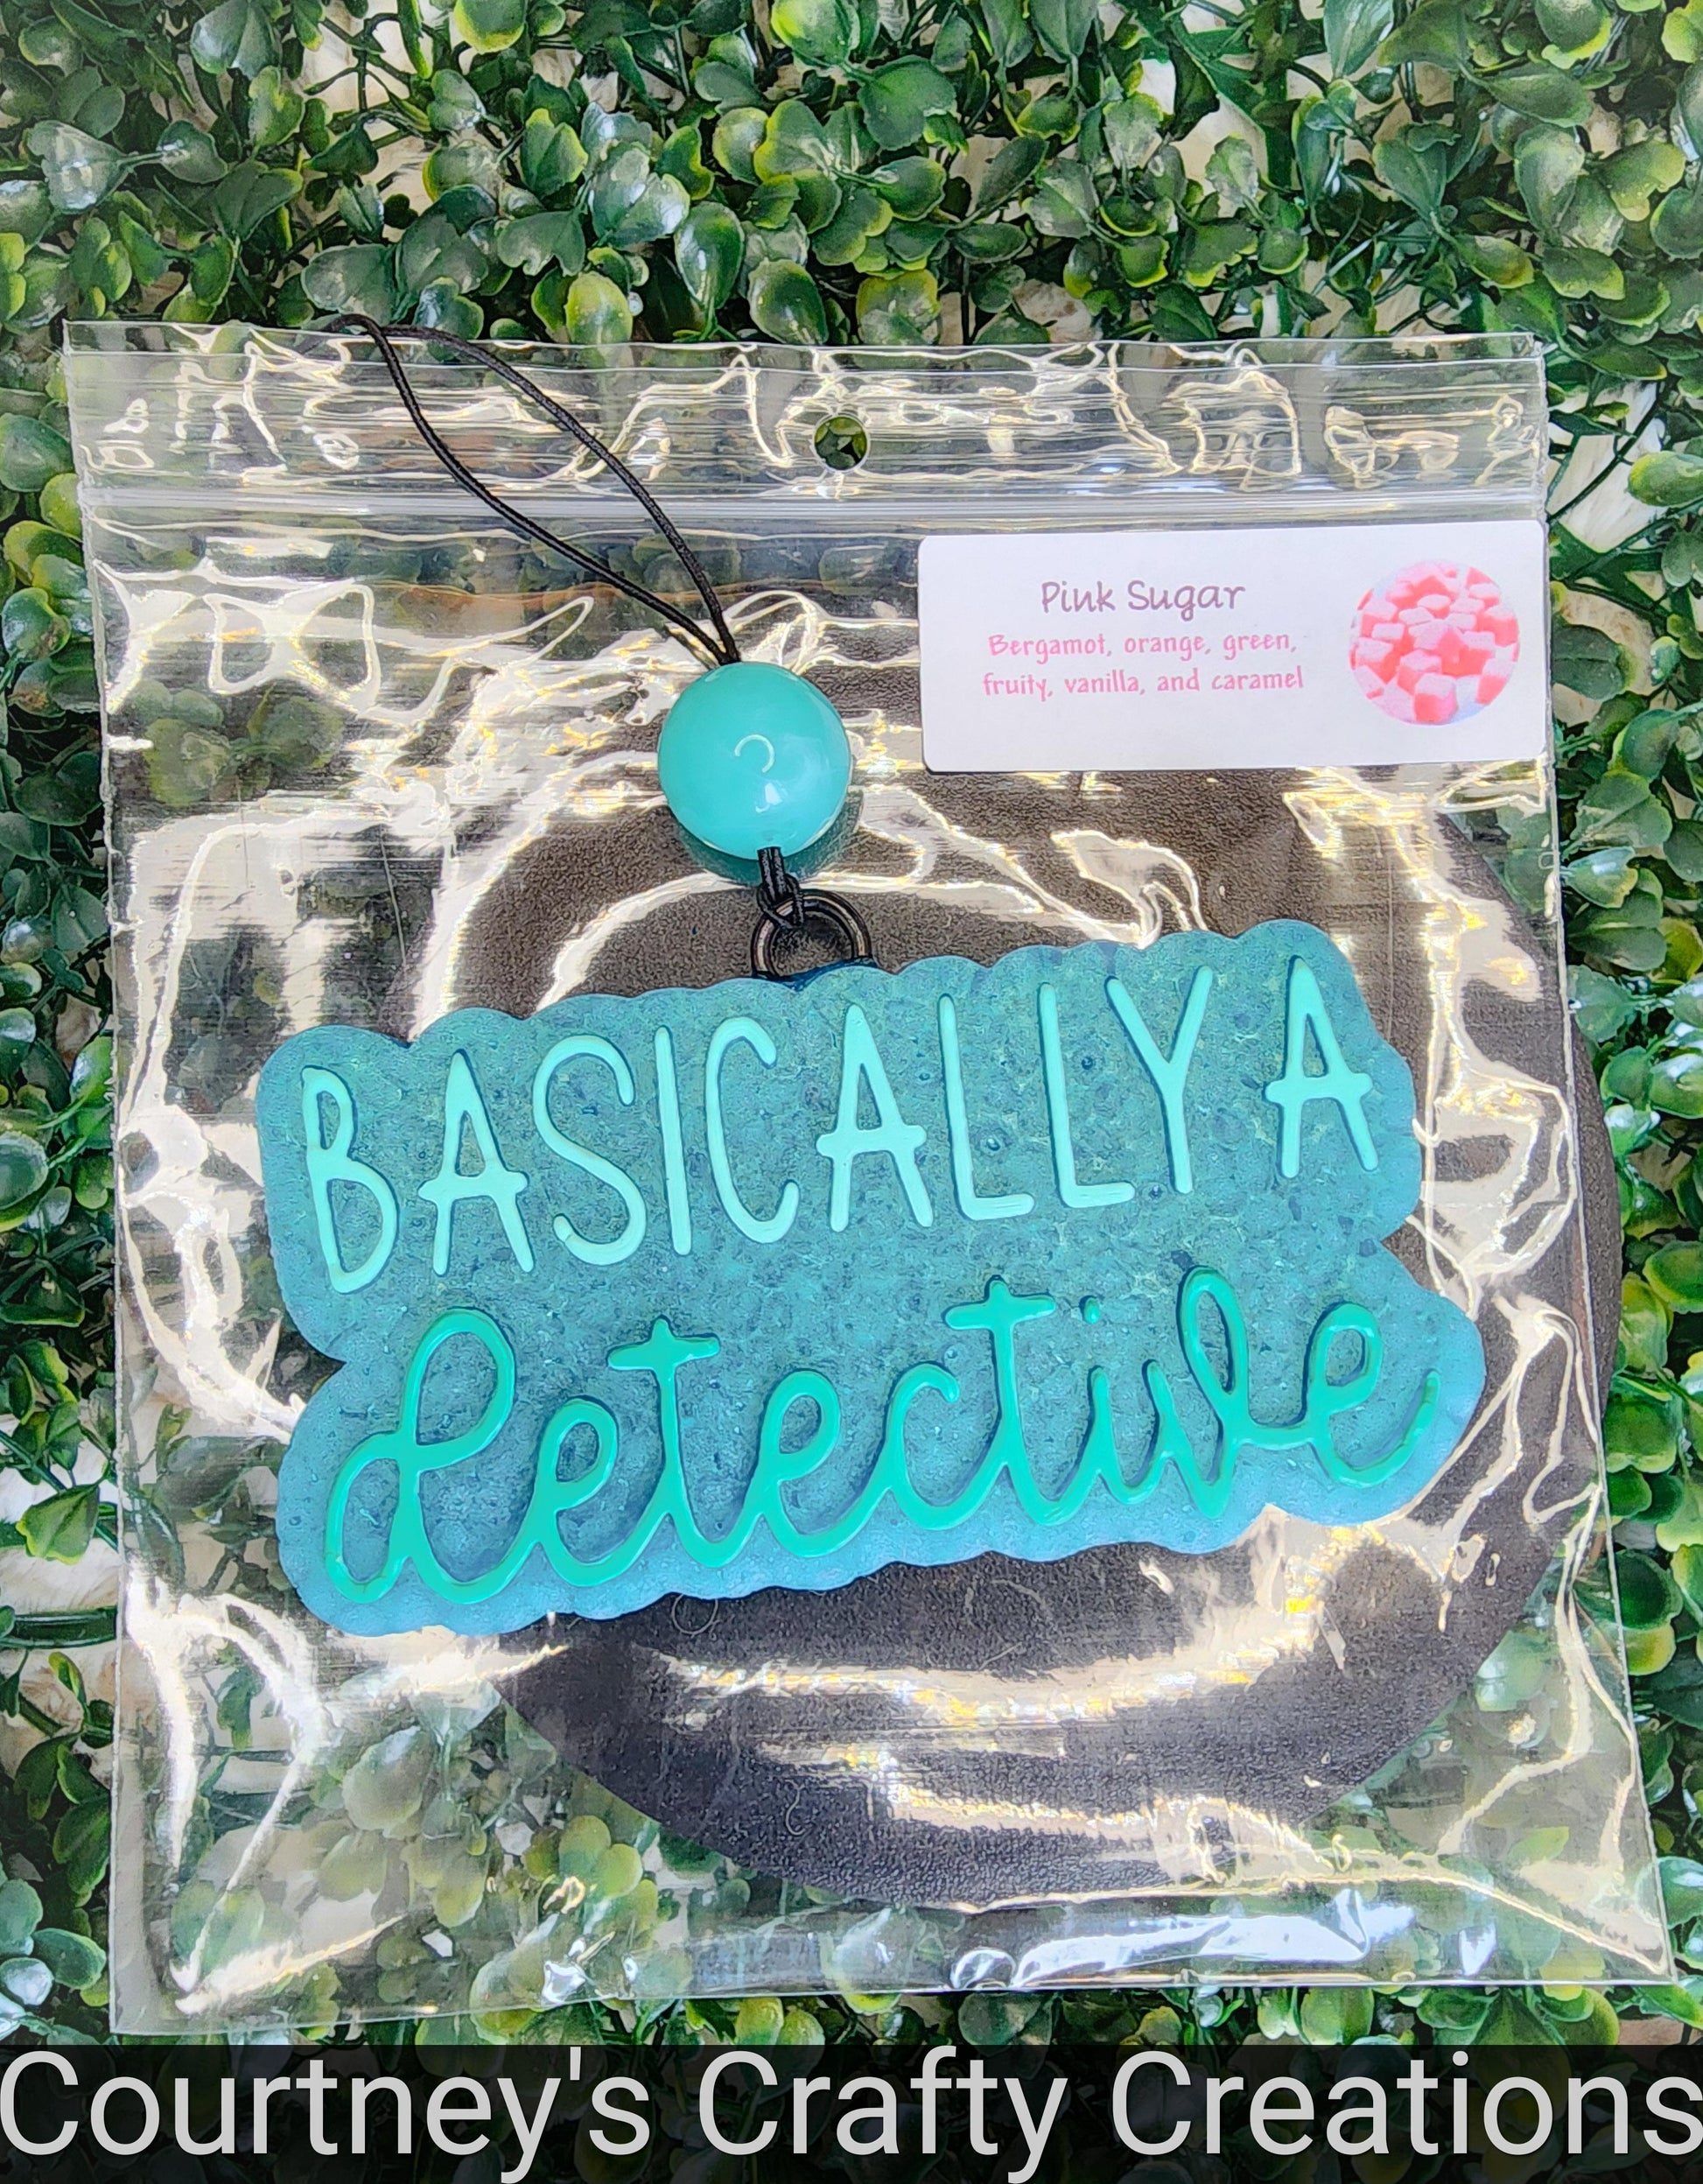 Pink Sugar
Bergamot, orange, green,
fruity, vanilla, and caramel
BASICALLY A
detective
Courtney's Crafty Creations